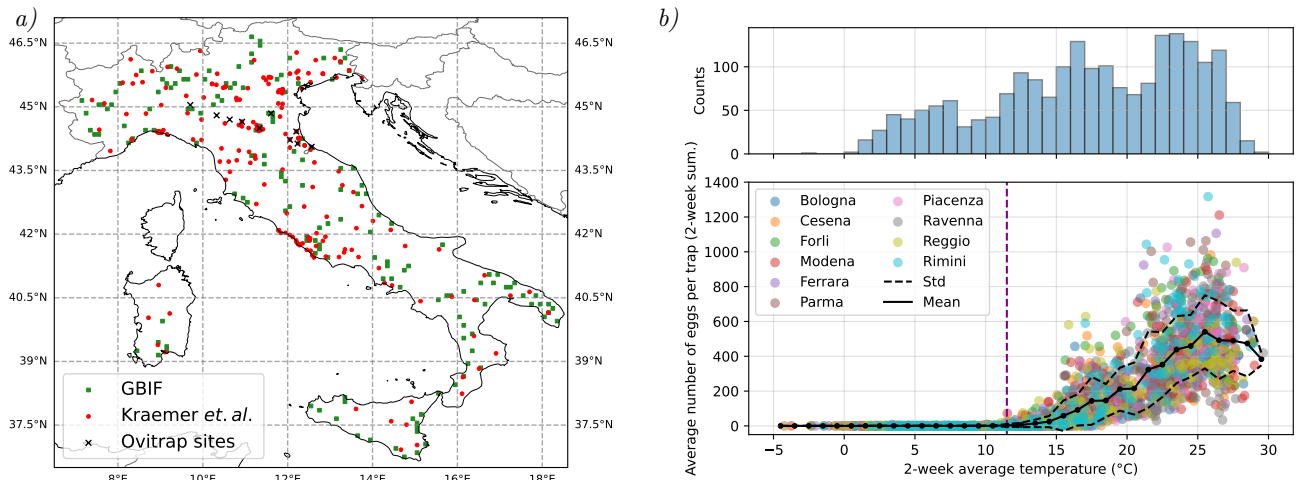 a)
46.5°N
45°N
43.5°N
42°N
40.5°N
39°N
37.5°N
46.5°N
45°N
43.5°N
42°N
40.5°N
39°N
37.5°N
GBIF
Kraemer et. al.
Ovitrap sites
8°E
10°E
12°E
14°E
16°E
18°E
b)
Counts
100
50
0
Average number of eggs per trap (2-week sum.)
1400
1200
1000
800
600
400
200
0
Bologna
Cesena
Forli
Modena
Ferrara
Parma
Piacenza
Ravenna
Reggio
Rimini
Std
Mean
−5
0
5
10
15
20
25
30
2-week average temperature (°C)